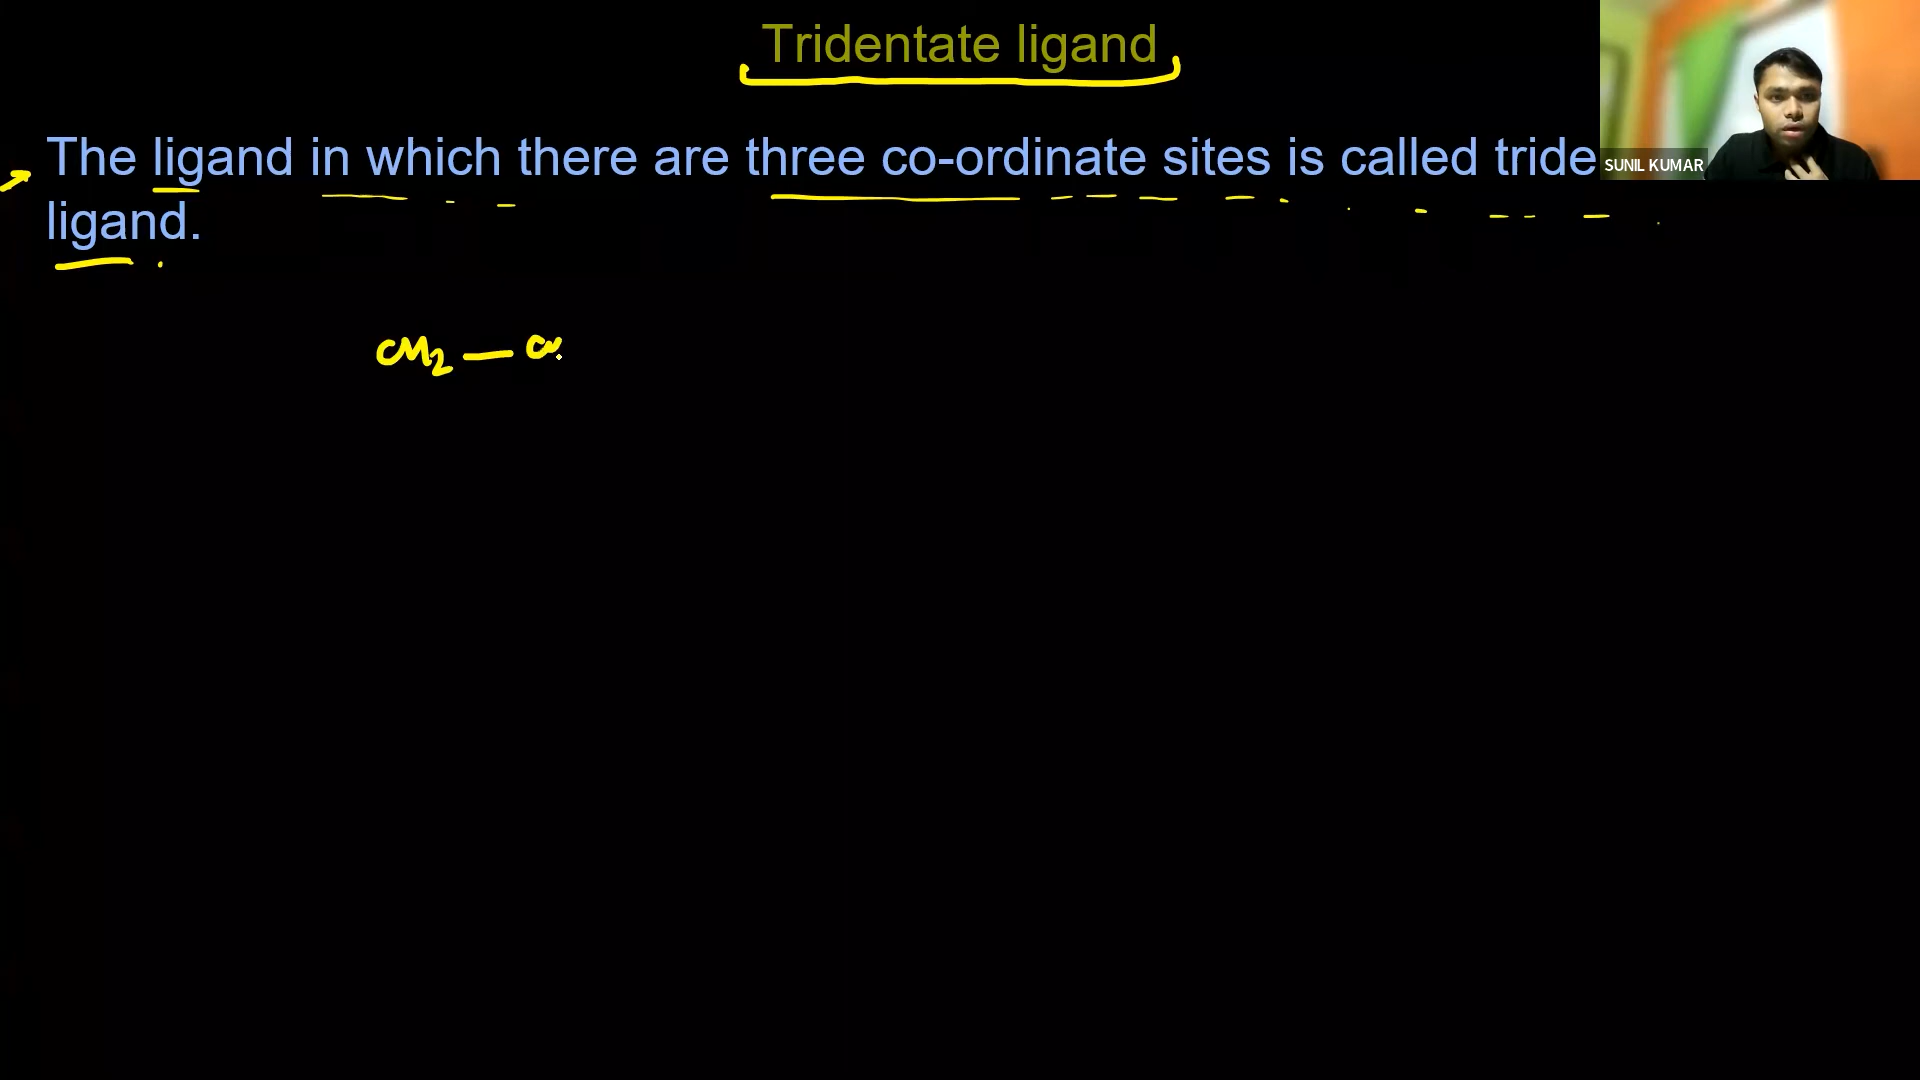 Tridentate ligand
The ligand in which there are three co-ordinate sites is called tride
ligand.
SUNIL KUMAR
CH2 —